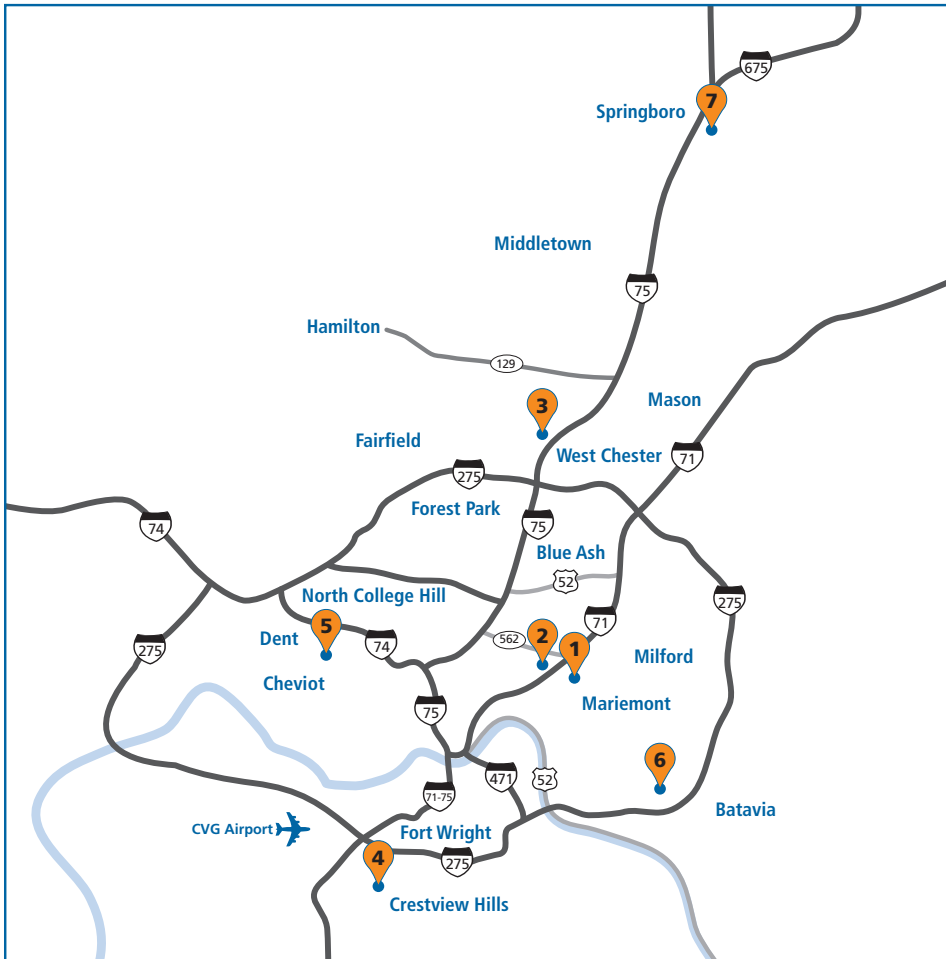 675
7
Springboro
Middletown
75
Hamilton
129
Mason
3
Fairfield
West Chester
71
275
Forest Park
75
74
Blue Ash
52
North College Hill
275
5
71
Dent
562
2
1
74
275
Milford
Cheviot
Mariemont
75
6
471
52
71-75
Batavia
CVG Airport
Fort Wright
4
275
Crestview Hills